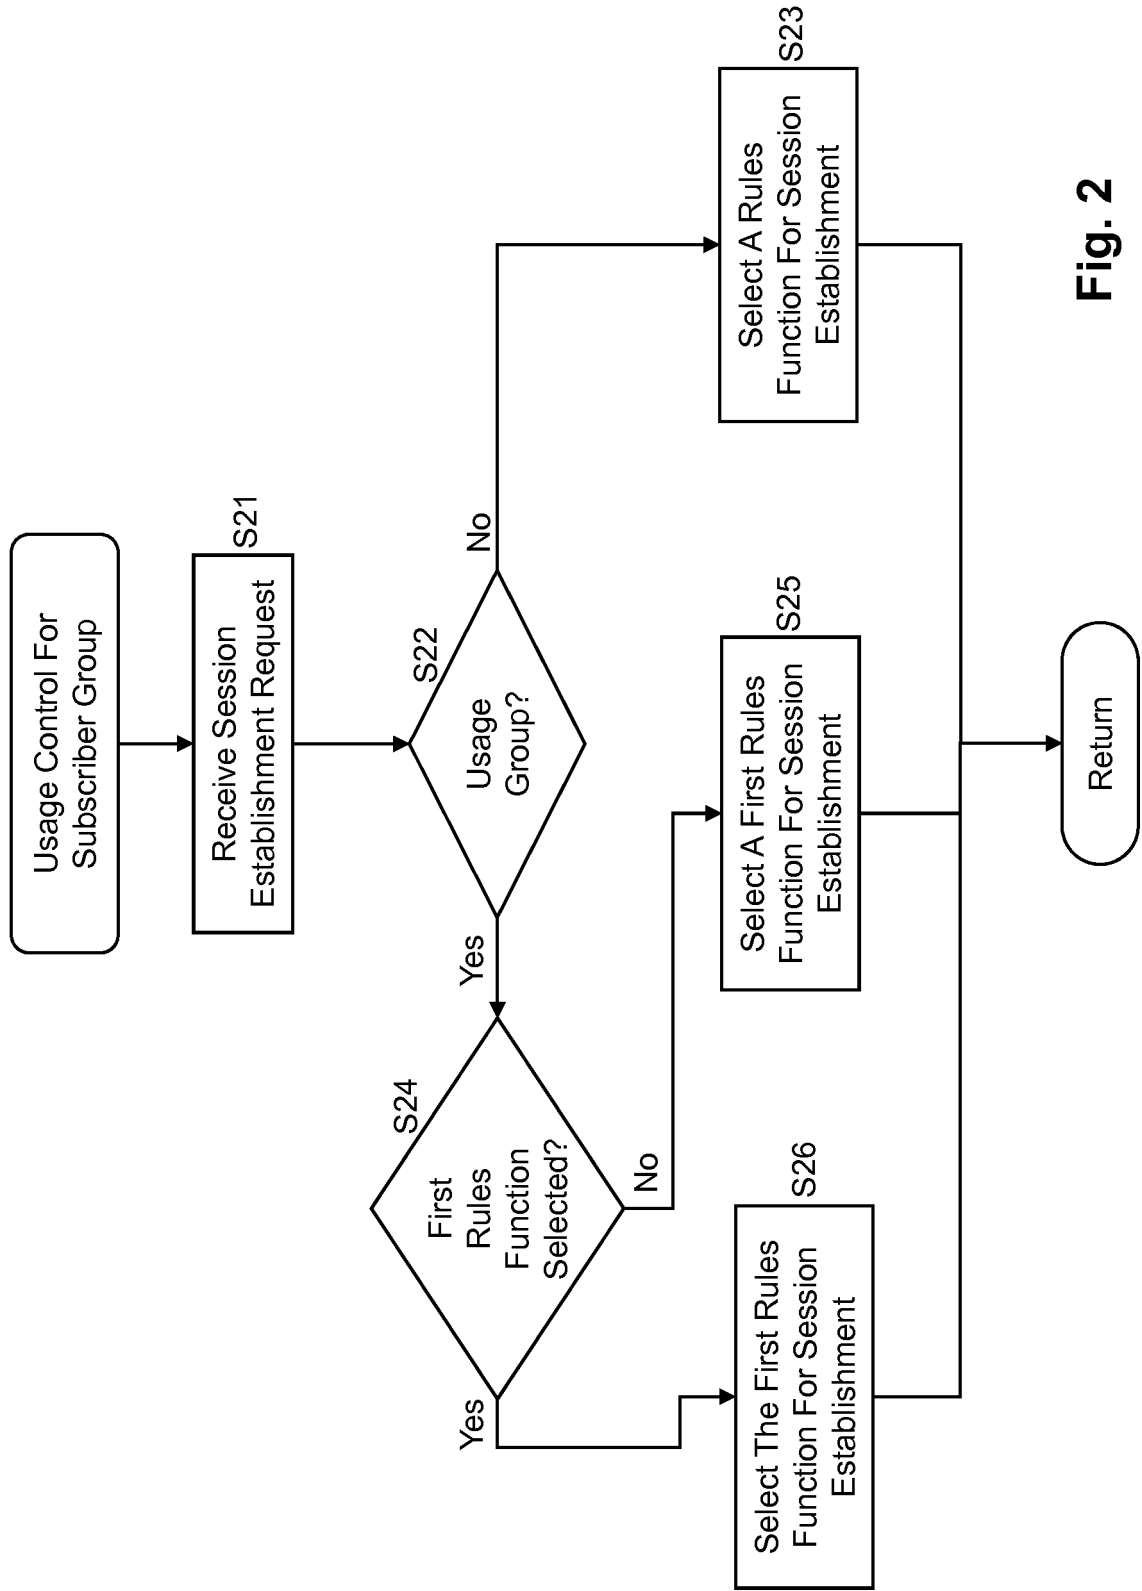 Usage Control For
Subscriber Group
S21
Receive Session
Establishment Request
S22
Usage
Group?
Yes
No
S24
First
Rules
Function
Selected?
Yes
No
S26
Select The First Rules
Function For Session
Establishment
S25
Select A First Rules
Function For Session
Establishment
S23
Select A Rules
Function For Session
Establishment
Return
Fig. 2